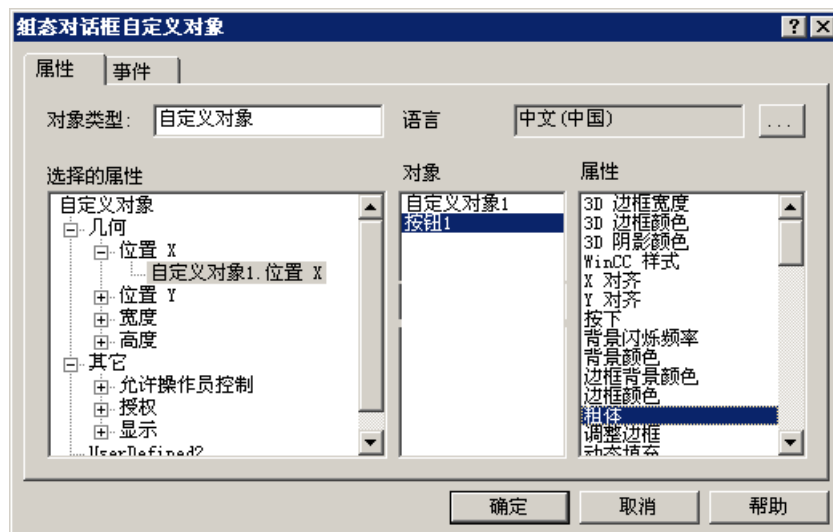 组态对话框自定义对象
属性 事件
对象类型: 自定义对象 语言 中文(中国) ...
选择的属性 对象 属性
自定义对象
几何
位置 X
自定义对象1.位置 X
位置 Y
宽度
高度
其它
允许操作员控制
授权
显示
UserDefined2
自定义对象1
按钮1
3D 边框宽度
3D 边框颜色
3D 阴影颜色
WinCC 样式
X 对齐
Y 对齐
按下
背景闪烁频率
背景颜色
边框背景颜色
边框颜色
粗体
调整边框
动态填充
确定 取消 帮助